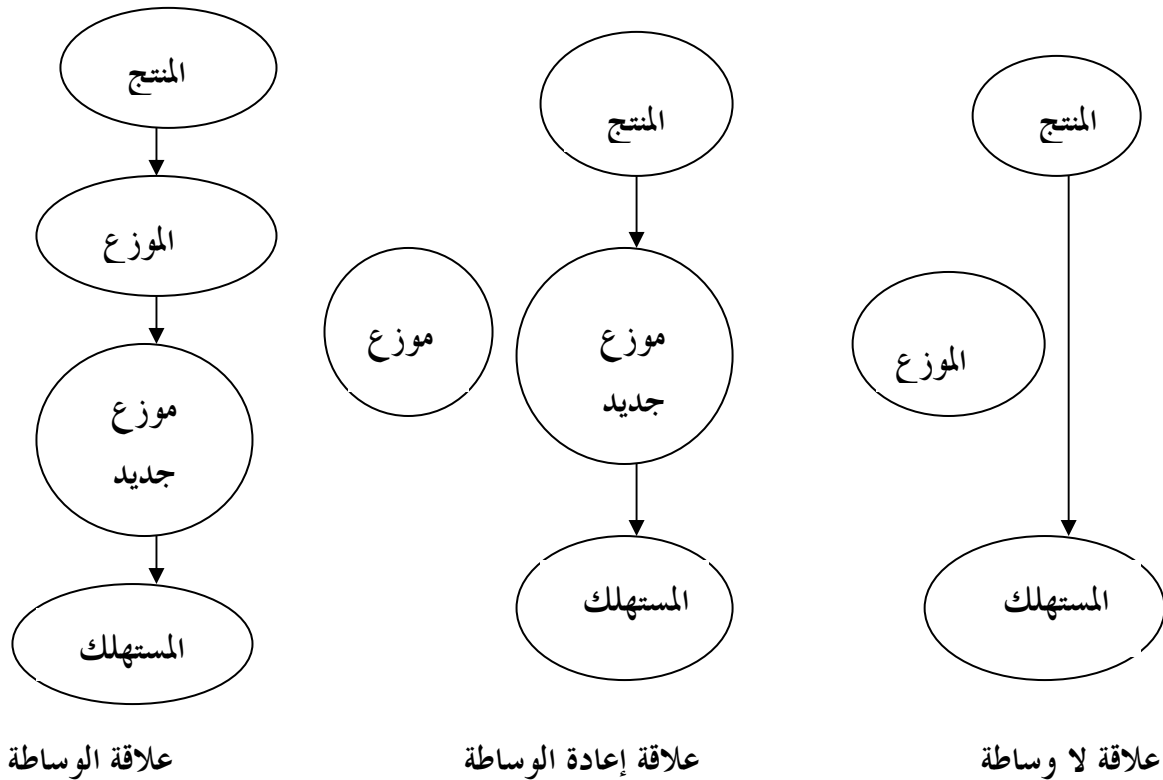 المنتج
الموزع
المستهلك
علاقة لا وساطة
المنتج
موزع
جديد
موزع
المستهلك
علاقة إعادة الوساطة
المنتج
الموزع
موزع
جديد
المستهلك
علاقة الوساطة